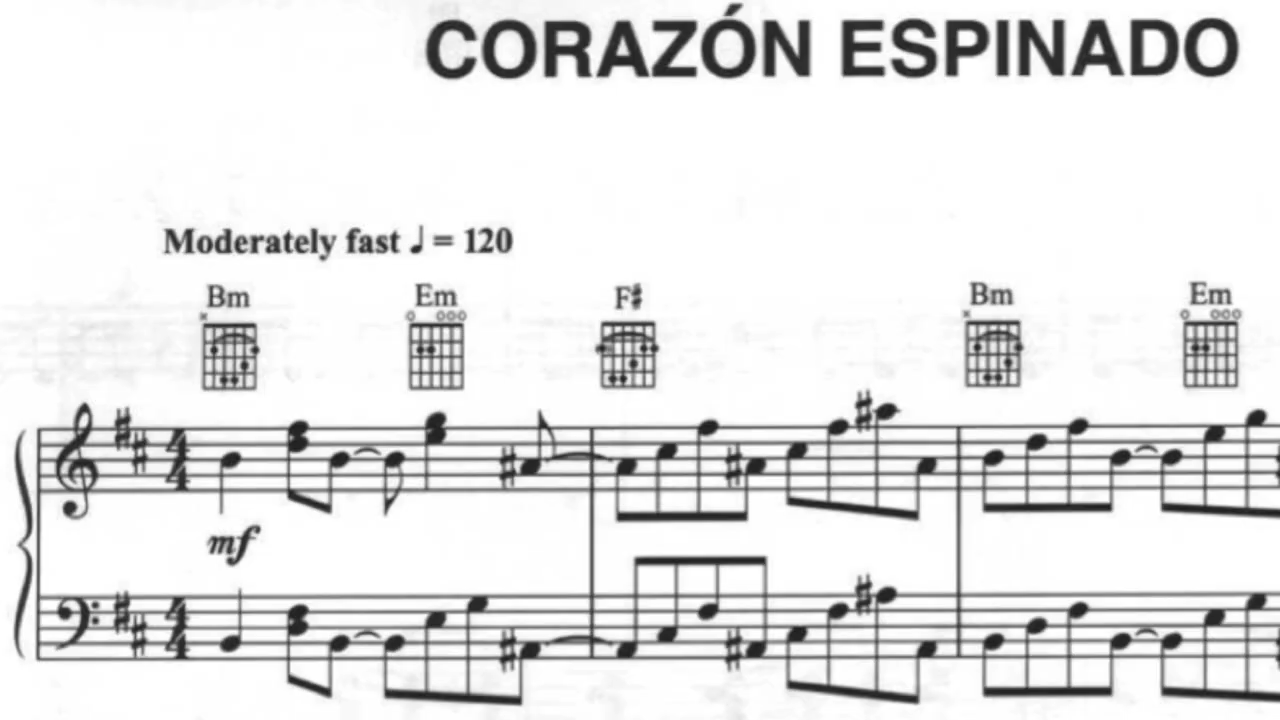 CORAZÓN ESPINADO
Moderately fast ♩ = 120
Bm Em F♯ Bm Em
mf